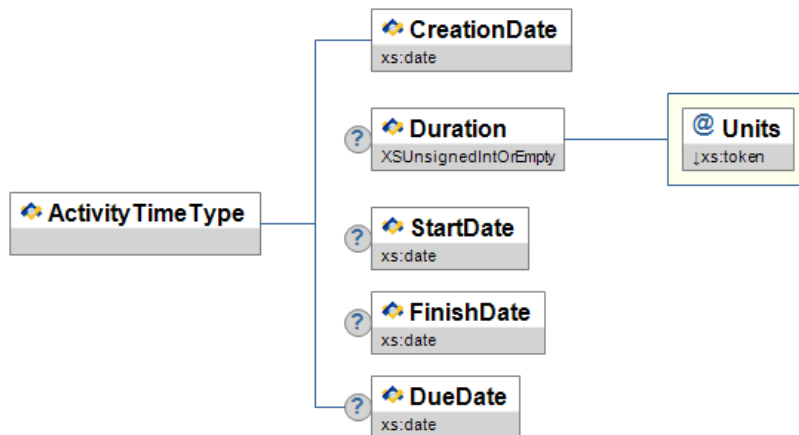 CreationDate
xs:date
? Duration
XSUnsignedIntOrEmpty
@ Units
↓xs:token
ActivityTimeType
? StartDate
xs:date
? FinishDate
xs:date
? DueDate
xs:date